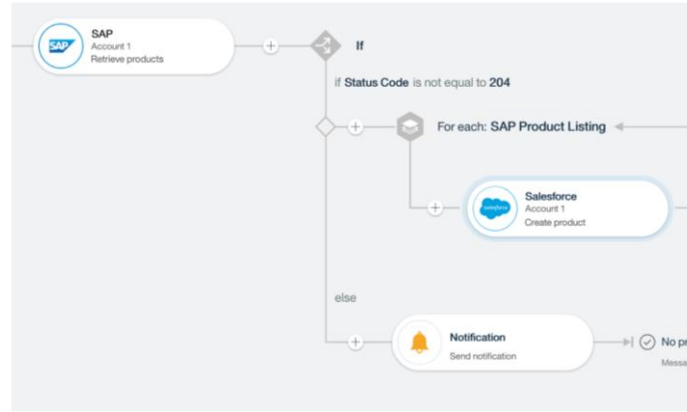 SAP
SAP
Account 1
Retrieve products
If
if Status Code is not equal to 204
For each: SAP Product Listing
salesforce
Salesforce
Account 1
Create product
else
Notification
Send notification
No